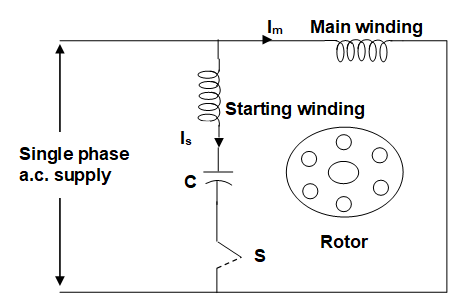 Im Main winding
Starting winding
Is
Single phase
a.c. supply
C
S
Rotor